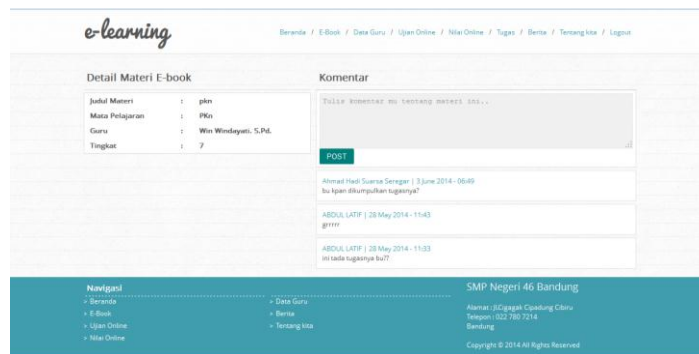 e-learning
Beranda / E-Book / Data Guru / Ujian Online / Nilai Online / Tugas / Berita / Tentang kita / Logout
Detail Materi E-book
Judul Materi : pkn
Mata Pelajaran : PKn
Guru : Win Windayati. S.Pd.
Tingkat : 7
Komentar
Tulis komentar mu tentang materi ini..
POST
Ahmad Hadi Suarsa Seregar | 3 June 2014 - 06:49
bu kpan dikumpulkan tugasnya?
ABDUL LATIF | 28 May 2014 - 11:43
grrrrr
ABDUL LATIF | 28 May 2014 - 11:33
ini tada tugasnya bu??
Navigasi
> Beranda
> E-Book
> Ujian Online
> Nilai Online
> Data Guru
> Berita
> Tentang kita
SMP Negeri 46 Bandung
Alamat : Jl.Cigagak Cipadung Cibiru
Telepon : 022 780 7214
Bandung
Copyright © 2014 All Rights Reserved